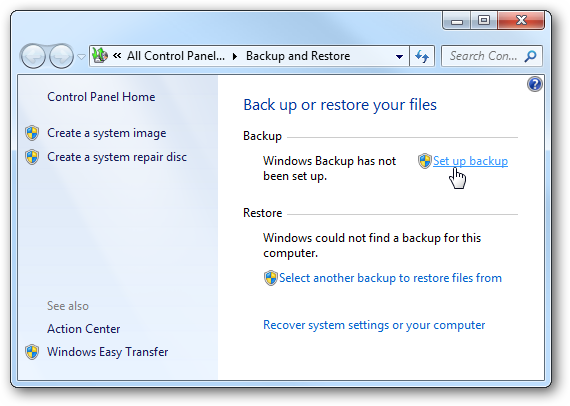 « All Control Panel... ▸ Backup and Restore
Search Con...
Control Panel Home
Create a system image
Create a system repair disc
See also
Action Center
Windows Easy Transfer
Back up or restore your files
Backup
Windows Backup has not
been set up.
Set up backup
Restore
Windows could not find a backup for this
computer.
Select another backup to restore files from
Recover system settings or your computer